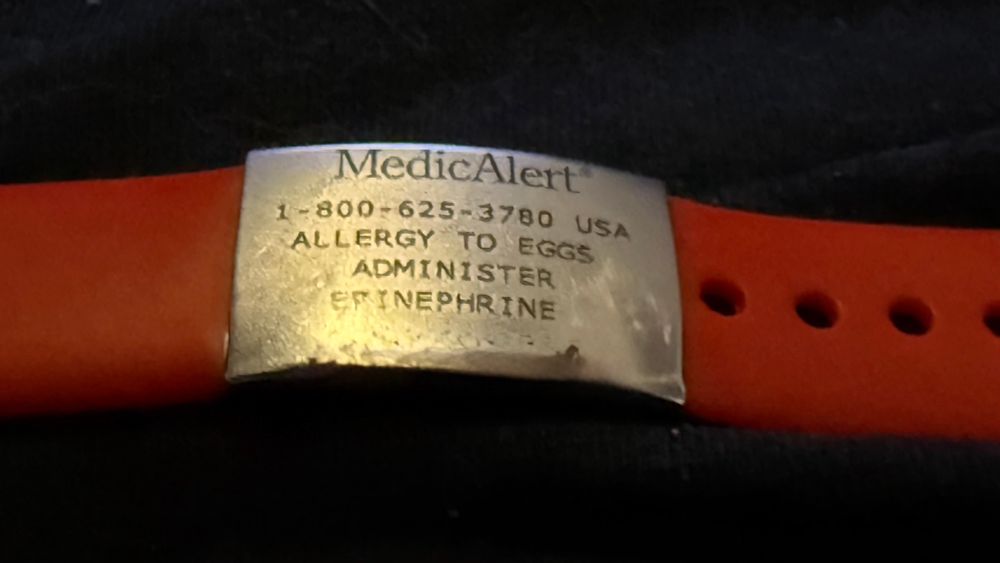 MedicAlert®
1-800-625-3780 USA
ALLERGY TO EGGS
ADMINISTER
EPINEPHRINE